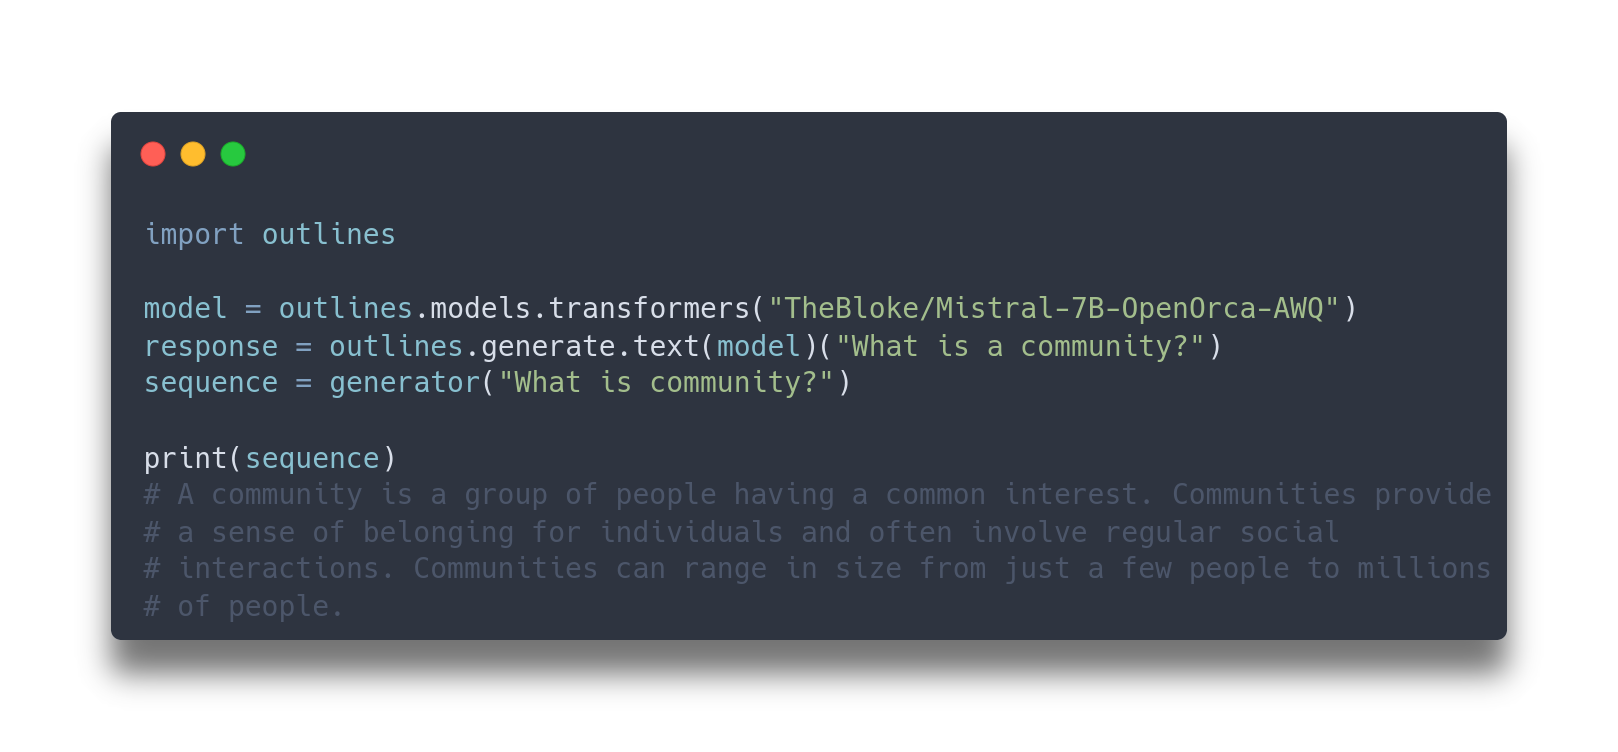 import outlines
model = outlines.models.transformers("TheBloke/Mistral-7B-OpenOrca-AWQ")
response = outlines.generate.text(model)("What is a community?")
sequence = generator("What is community?")
print(sequence)
# A community is a group of people having a common interest. Communities provide
# a sense of belonging for individuals and often involve regular social
# interactions. Communities can range in size from just a few people to millions
# of people.